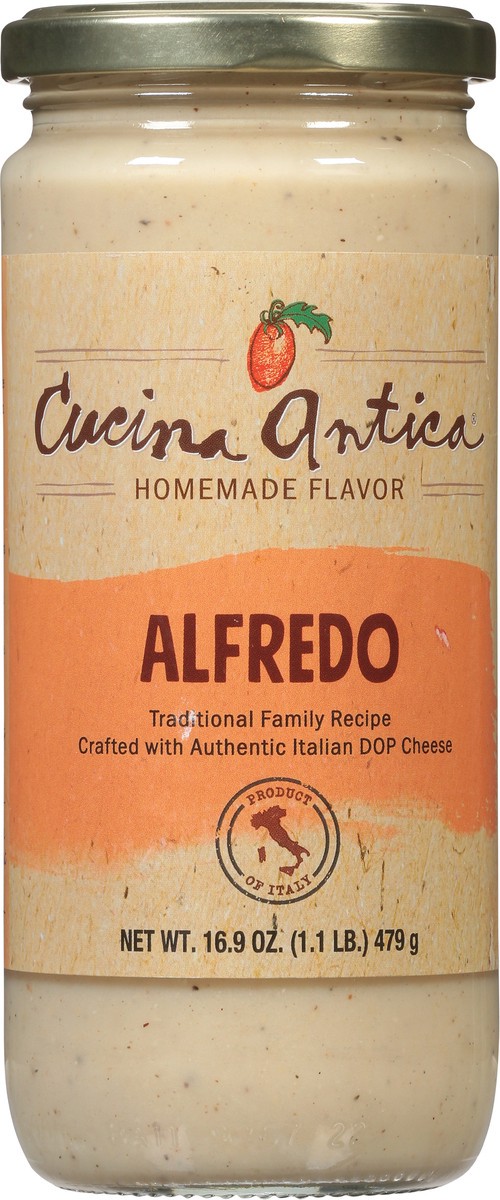 Cucina Antica®
HOMEMADE FLAVOR
ALFREDO
Traditional Family Recipe
Crafted with Authentic Italian DOP Cheese
PRODUCT
OF ITALY
NET WT. 16.9 OZ. (1.1 LB.) 479 g